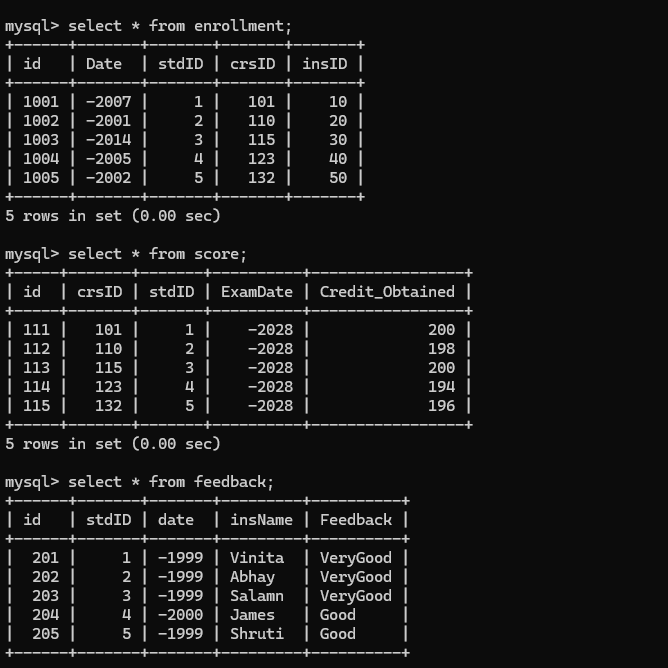 mysql> select * from enrollment;
+------+-------+-------+-------+-------+
| id   | Date  | stdID | crsID | insID |
+------+-------+-------+-------+-------+
| 1001 | -2007 |     1 |   101 |    10 |
| 1002 | -2001 |     2 |   110 |    20 |
| 1003 | -2014 |     3 |   115 |    30 |
| 1004 | -2005 |     4 |   123 |    40 |
| 1005 | -2002 |     5 |   132 |    50 |
+------+-------+-------+-------+-------+
5 rows in set (0.00 sec)
mysql> select * from score;
+-----+-------+-------+----------+-----------------+
| id  | crsID | stdID | ExamDate | Credit_Obtained |
+-----+-------+-------+----------+-----------------+
| 111 |   101 |     1 |    -2028 |             200 |
| 112 |   110 |     2 |    -2028 |             198 |
| 113 |   115 |     3 |    -2028 |             200 |
| 114 |   123 |     4 |    -2028 |             194 |
| 115 |   132 |     5 |    -2028 |             196 |
+-----+-------+-------+----------+-----------------+
5 rows in set (0.00 sec)
mysql> select * from feedback;
+------+-------+-------+---------+----------+
| id   | stdID | date  | insName | Feedback |
+------+-------+-------+---------+----------+
|  201 |     1 | -1999 | Vinita  | VeryGood |
|  202 |     2 | -1999 | Abhay   | VeryGood |
|  203 |     3 | -1999 | Salamn  | VeryGood |
|  204 |     4 | -2000 | James   | Good     |
|  205 |     5 | -1999 | Shruti  | Good     |
+------+-------+-------+---------+----------+